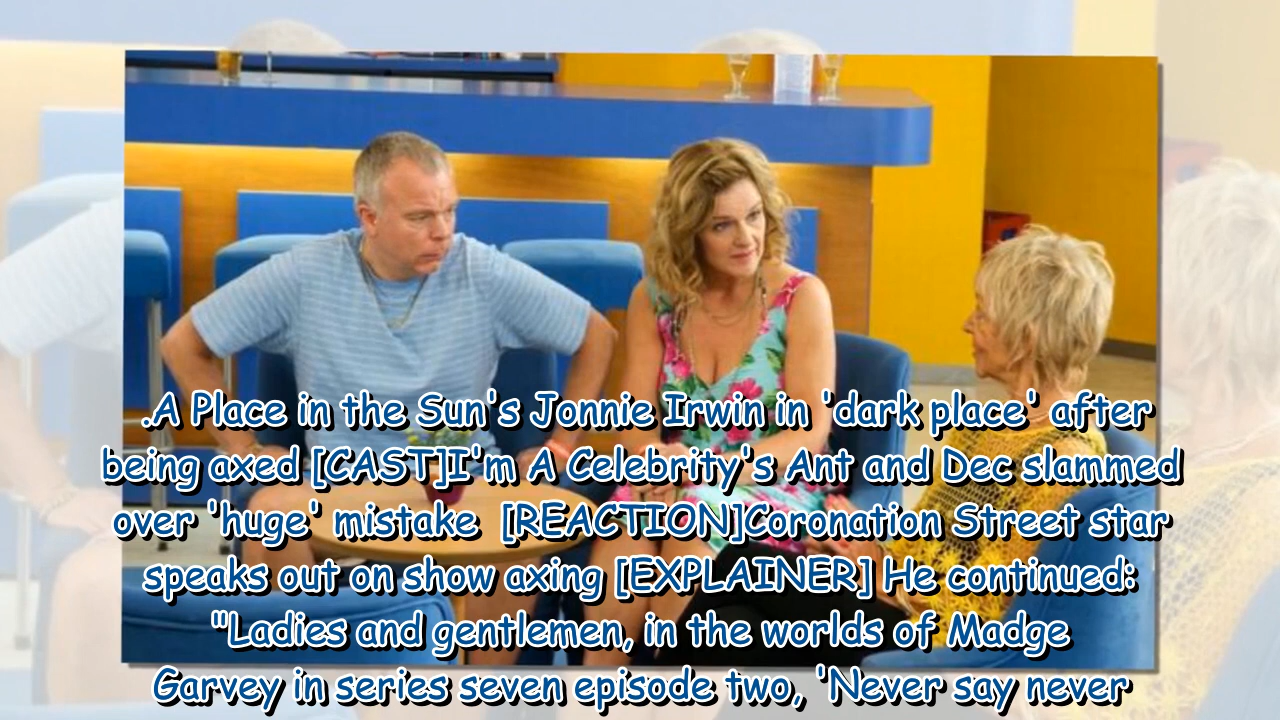 .A Place in the Sun's Jonnie Irwin in 'dark place' after
being axed [CAST]I'm A Celebrity's Ant and Dec slammed
over 'huge' mistake  [REACTION]Coronation Street star
speaks out on show axing [EXPLAINER] He continued:
"Ladies and gentlemen, in the worlds of Madge
Garvey in series seven episode two, 'Never say never